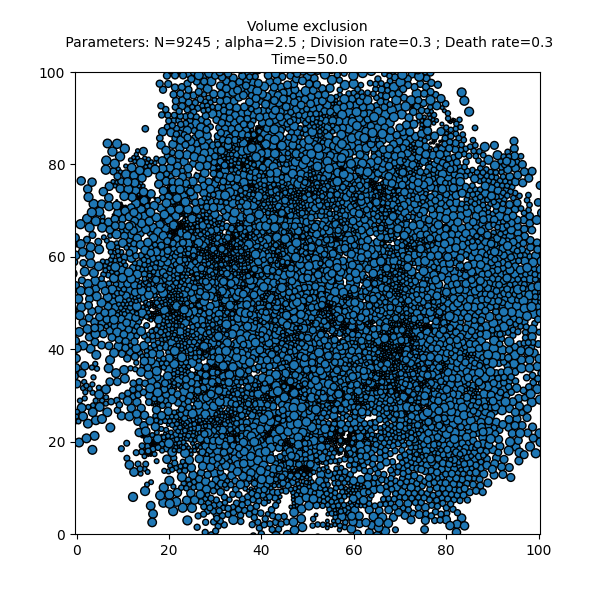 Volume exclusion
Parameters: N=9245 ; alpha=2.5 ; Division rate=0.3 ; Death rate=0.3
Time=50.0
100
80
60
40
20
0
0 20 40 60 80 100